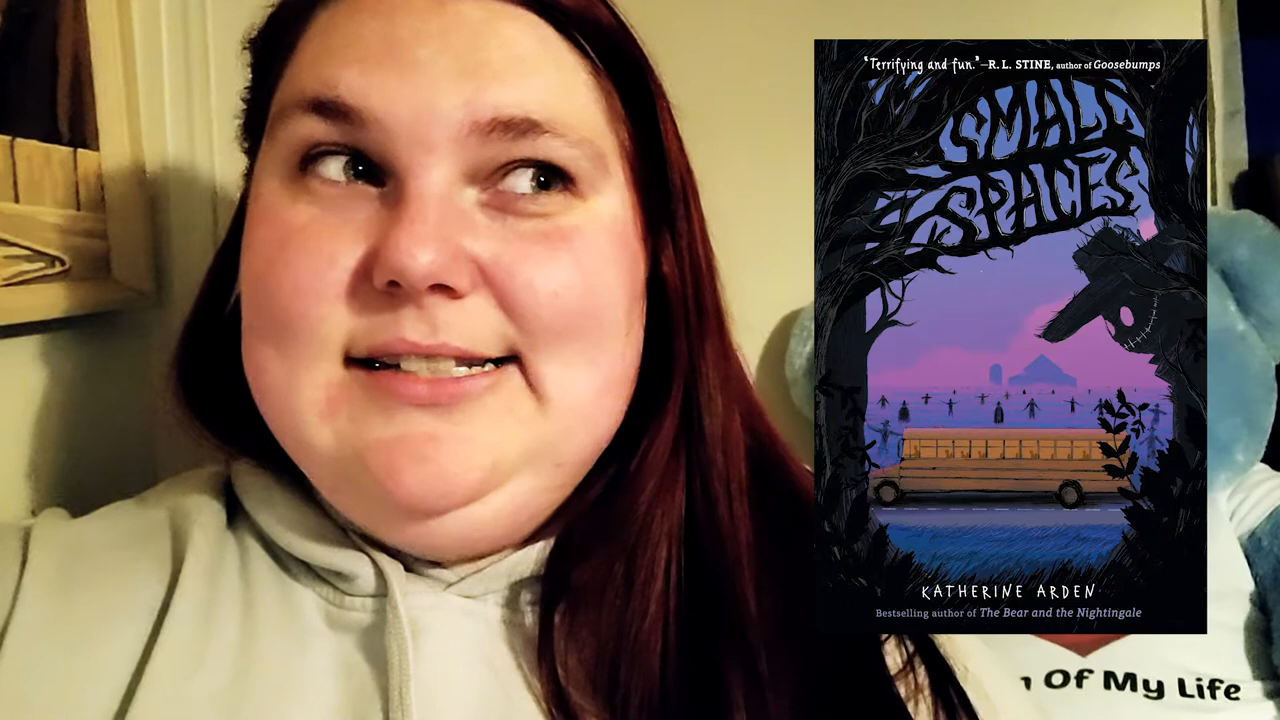 "Terrifying and fun."—R. L. STINE, author of Goosebumps
SMALL
SPACES
KATHERINE ARDEN
Bestselling author of The Bear and the Nightingale
Of My Life